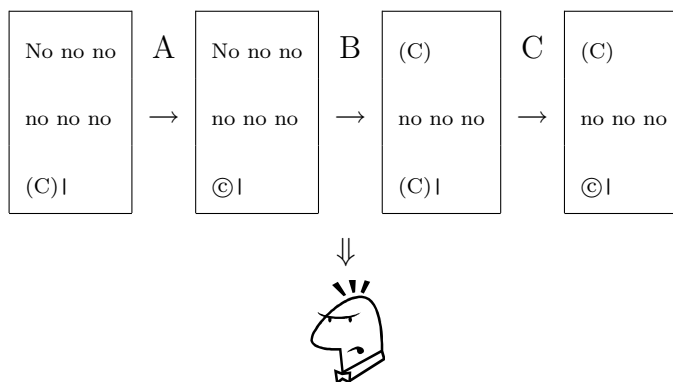 No no no A No no no B (C) C (C)
no no no → no no no → no no no → no no no
(C)| ©| (C)| ©|
⇓